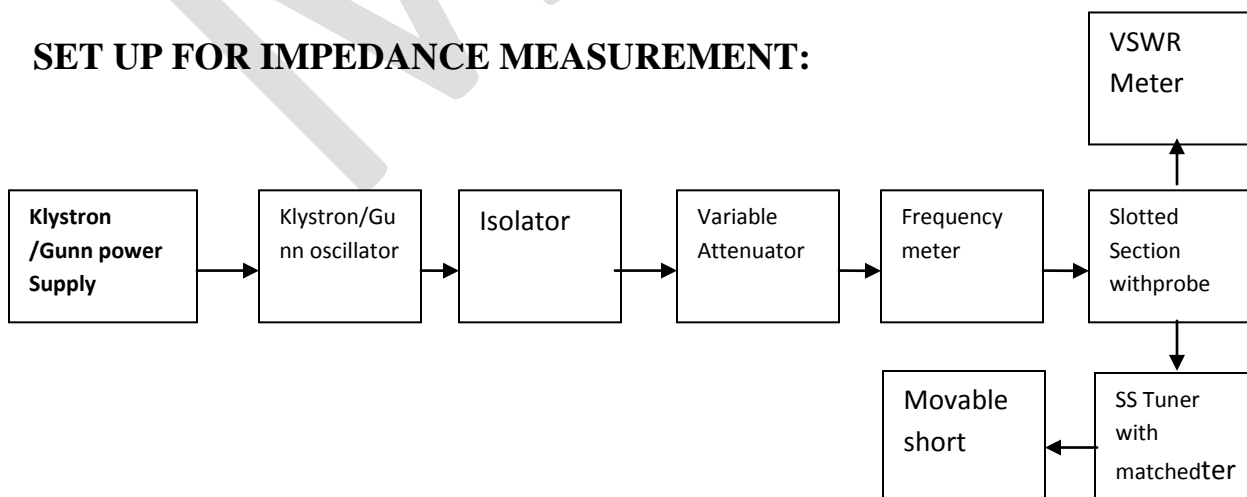 SET UP FOR IMPEDANCE MEASUREMENT:
VSWR
Meter
Klystron
/Gunn power
Supply
Klystron/Gu
nn oscillator
Isolator
Variable
Attenuator
Frequency
meter
Slotted
Section
withprobe
Movable
short
SS Tuner
with
matchedter